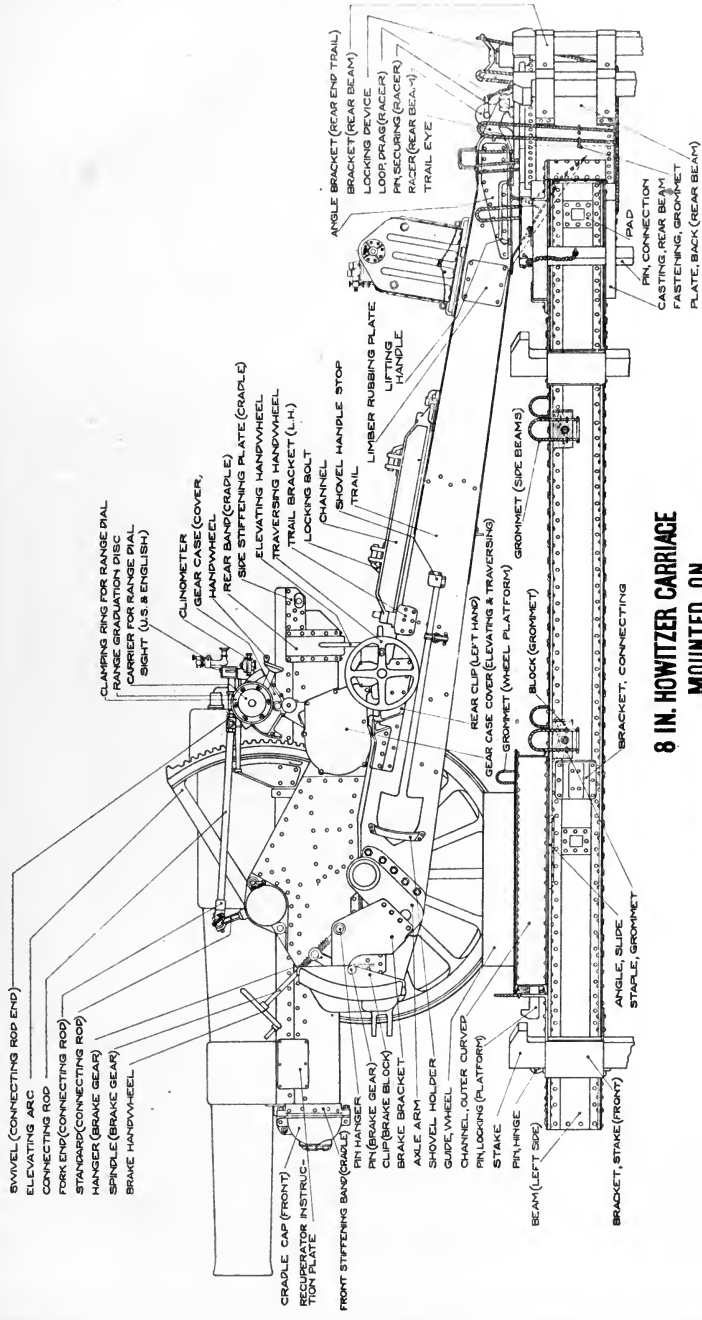 SWIVEL (CONNECTING ROD END)
ELEVATING ARC
CONNECTING ROD
FORK END (CONNECTING ROD)
STANDARD (CONNECTING ROD)
HANGER (BRAKE GEAR)
SPINDLE (BRAKE GEAR)
BRAKE HANDWHEEL
CRADLE CAP (FRONT)
RECUPERATOR INSTRUC-
TION PLATE
FRONT STIFFENING BAND (CRADLE)
PIN HANGER
PIN (BRAKE GEAR)
CLIP (BRAKE BLOCK)
BRAKE BRACKET
AXLE ARM
SHOVEL HOLDER
GUIDE, WHEEL
CHANNEL, OUTER CURVED
PIN, LOCKING (PLATFORM)
STAKE
PIN, HINGE
BEAM (LEFT SIDE)
BRACKET, STAKE (FRONT)
CLAMPING RING FOR RANGE DIAL
RANGE GRADUATION DISC
CARRIER FOR RANGE DIAL
SIGHT (U.S. & ENGLISH)
CLINOMETER
GEAR CASE (COVER,
HANDWHEEL
REAR BAND (CRADLE)
SIDE STIFFENING PLATE (CRADLE)
ELEVATING HANDWHEEL
TRAVERSING HANDWHEEL
TRAIL BRACKET (L.H.)
LOCKING BOLT
CHANNEL
SHOVEL HANDLE STOP
TRAIL
LIMBER RUBBING PLATE
LIFTING
HANDLE
ANGLE BRACKET (REAR END TRAIL)
BRACKET (REAR BEAM)
LOCKING DEVICE
LOOP, DRAG (RACER)
PIN, SECURING (RACER)
RACER (REAR BEAM)
TRAIL EYE
REAR CLIP (LEFT HAND)
GEAR CASE COVER (ELEVATING & TRAVERSING)
GROMMET (WHEEL PLATFORM)
BLOCK (GROMMET)
GROMMET (SIDE BEAMS)
BRACKET, CONNECTING
ANGLE, SLIDE
STAPLE, GROMMET
PAD
PIN, CONNECTION
CASTING, REAR BEAM
FASTENING, GROMMET
PLATE, BACK (REAR BEAM)
8 IN. HOWITZER CARRIAGE
MOUNTED ON